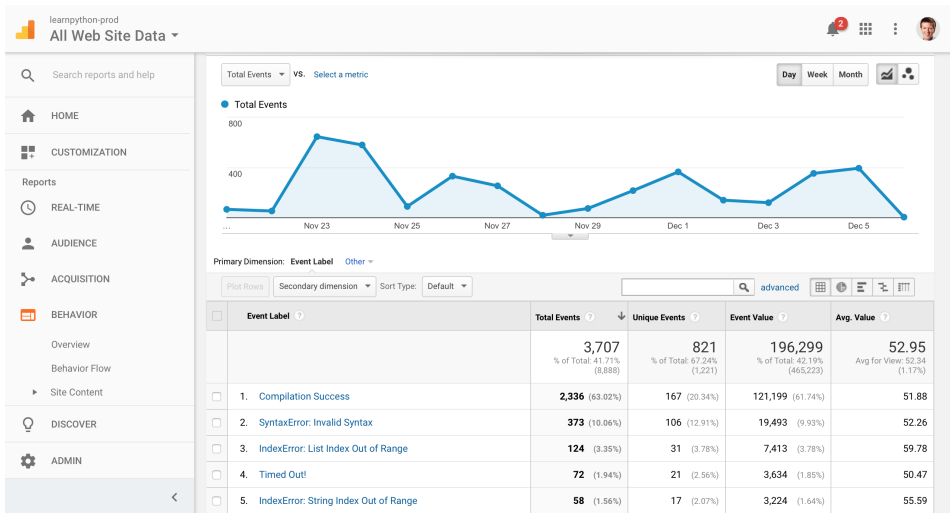 learnpython-prod
All Web Site Data
2
Search reports and help
HOME
CUSTOMIZATION
Reports
REAL-TIME
AUDIENCE
ACQUISITION
BEHAVIOR
Overview
Behavior Flow
Site Content
DISCOVER
ADMIN
Total Events VS. Select a metric
Day Week Month
Total Events
800
400
... Nov 23 Nov 25 Nov 27 Nov 29 Dec 1 Dec 3 Dec 5
Primary Dimension: Event Label Other
Plot Rows Secondary dimension Sort Type: Default advanced
Event Label ? Total Events ? Unique Events ? Event Value ? Avg. Value ?
3,707 821 196,299 52.95
% of Total: 41.71% % of Total: 67.24% % of Total: 42.19% Avg for View: 52.34
(8,888) (1,221) (465,223) (1.17%)
1. Compilation Success 2,336 (63.02%) 167 (20.34%) 121,199 (61.74%) 51.88
2. SyntaxError: Invalid Syntax 373 (10.06%) 106 (12.91%) 19,493 (9.93%) 52.26
3. IndexError: List Index Out of Range 124 (3.35%) 31 (3.78%) 7,413 (3.78%) 59.78
4. Timed Out! 72 (1.94%) 21 (2.56%) 3,634 (1.85%) 50.47
5. IndexError: String Index Out of Range 58 (1.56%) 17 (2.07%) 3,224 (1.64%) 55.59